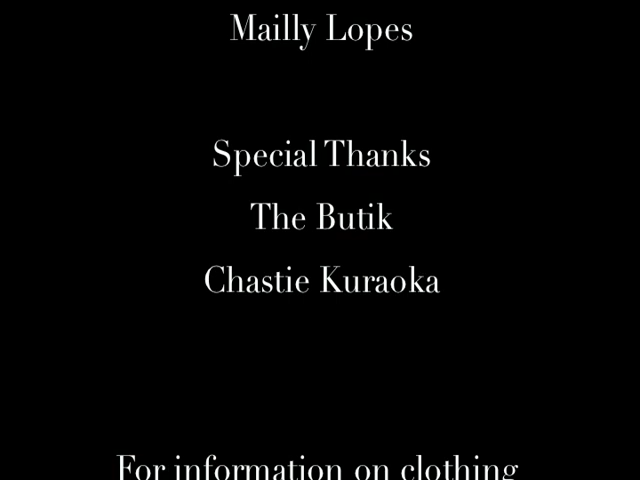 Mailly Lopes
Special Thanks
The Butik
Chastie Kuraoka
For information on clothing